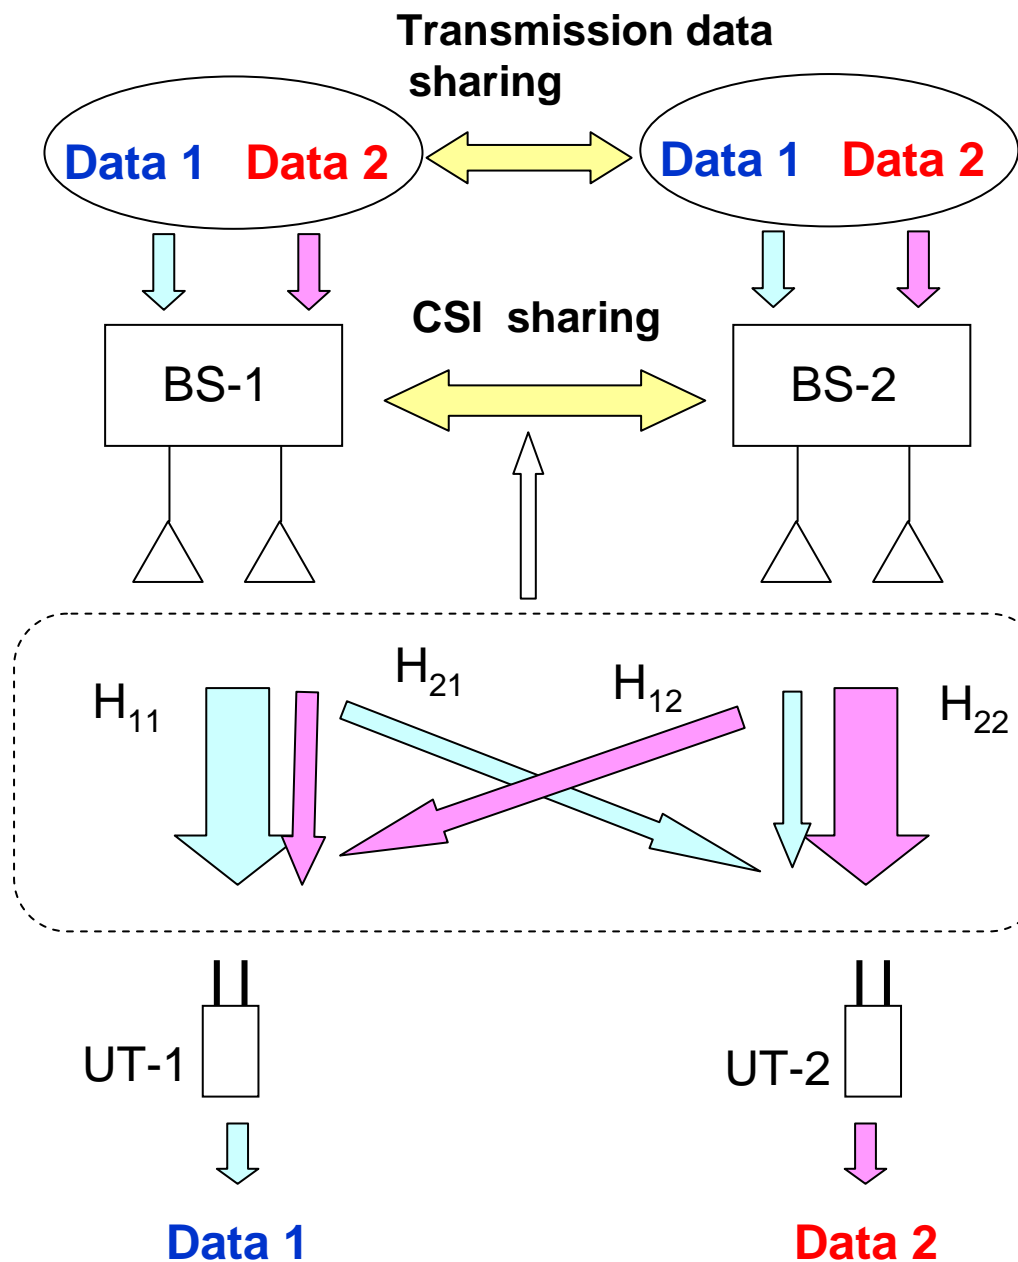 Transmission data
sharing
Data 1 Data 2 Data 1 Data 2
CSI sharing
BS-1 BS-2
H₁₁ H₂₁ H₁₂ H₂₂
UT-1 UT-2
Data 1 Data 2